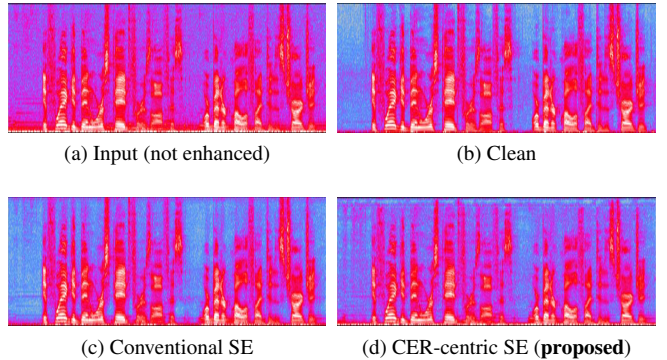 (a) Input (not enhanced)
(b) Clean
(c) Conventional SE
(d) CER-centric SE (proposed)